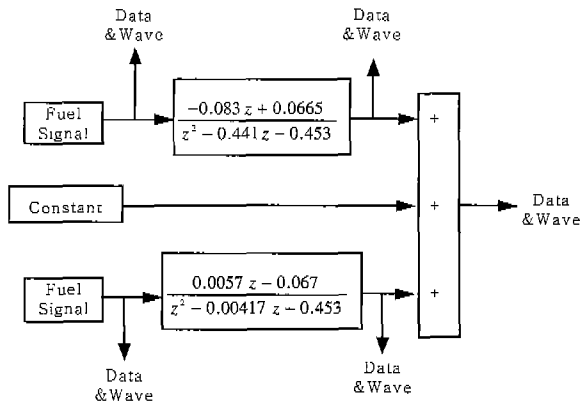 Data
&Wave
Data
&Wave
Fuel
Signal
-0.083 z + 0.0665
z² - 0.441 z - 0.453
+
Constant
+
Data
&Wave
Fuel
Signal
0.0057 z - 0.067
z² - 0.00417 z - 0.453
+
Data
&Wave
Data
&Wave